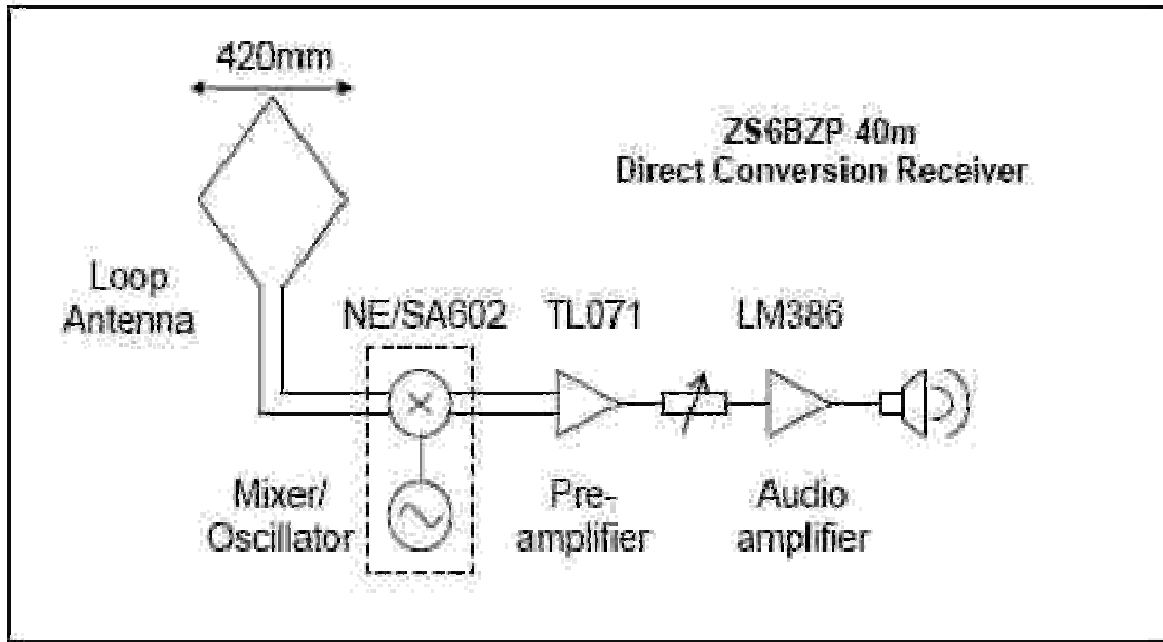 420mm
ZS6BZP 40m
Direct Conversion Receiver
Loop
Antenna
NE/SA602
TL071
LM386
Mixer/
Oscillator
Pre-
amplifier
Audio
amplifier